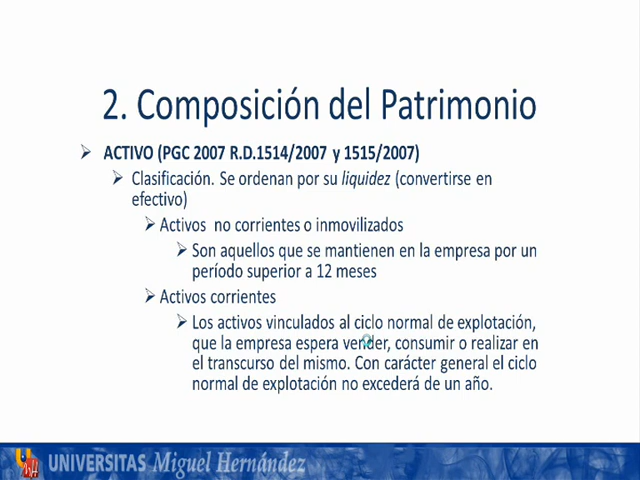 2. Composición del Patrimonio
ACTIVO (PGC 2007 R.D.1514/2007 y 1515/2007)
Clasificación. Se ordenan por su liquidez (convertirse en
efectivo)
Activos no corrientes o inmovilizados
Son aquellos que se mantienen en la empresa por un
período superior a 12 meses
Activos corrientes
Los activos vinculados al ciclo normal de explotación,
que la empresa espera vender, consumir o realizar en
el transcurso del mismo. Con carácter general el ciclo
normal de explotación no excederá de un año.
UNIVERSITAS Miguel Hernández